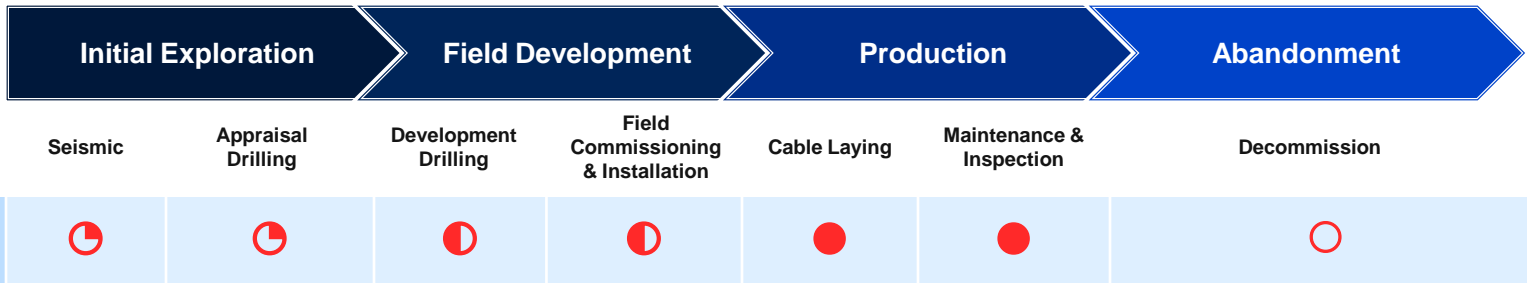 Initial Exploration
Field Development
Production
Abandonment
Seismic
Appraisal
Drilling
Development
Drilling
Field
Commissioning
& Installation
Cable Laying
Maintenance &
Inspection
Decommission